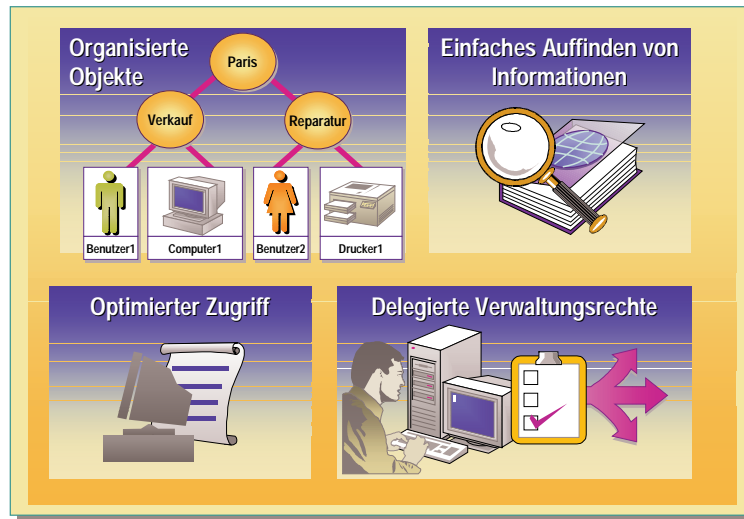 Organisierte
Objekte
Paris
Verkauf
Reparatur
Benutzer1
Computer1
Benutzer2
Drucker1
Einfaches Auffinden von
Informationen
Optimierter Zugriff
Delegierte Verwaltungsrechte